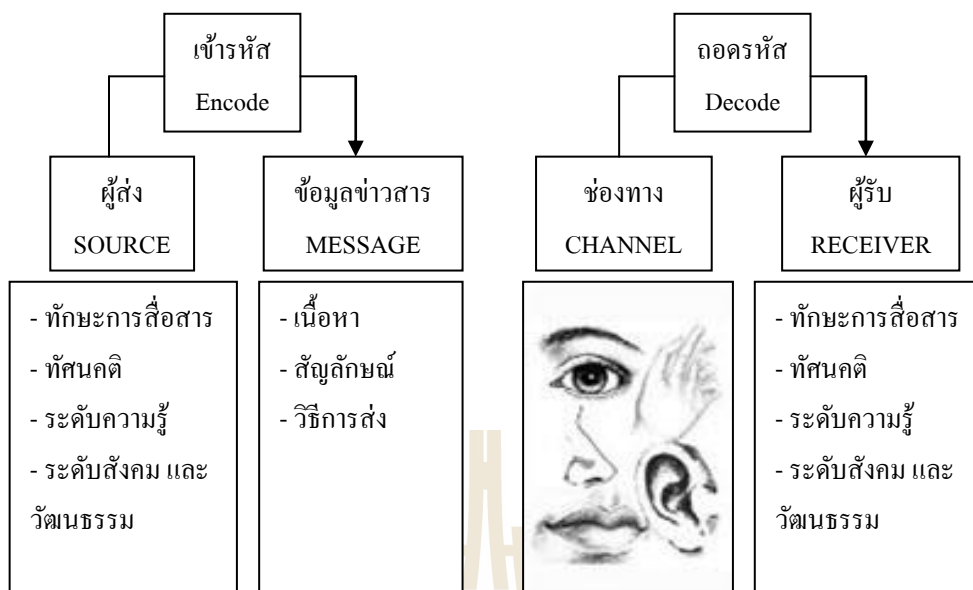 เข้ารหัส
Encode
ถอดรหัส
Decode
ผู้ส่ง
SOURCE
ข้อมูลข่าวสาร
MESSAGE
ช่องทาง
CHANNEL
ผู้รับ
RECEIVER
- ทักษะการสื่อสาร
- ทัศนคติ
- ระดับความรู้
- ระดับสังคม และ
วัฒนธรรม
- เนื้อหา
- สัญลักษณ์
- วิธีการส่ง
- ทักษะการสื่อสาร
- ทัศนคติ
- ระดับความรู้
- ระดับสังคม และ
วัฒนธรรม